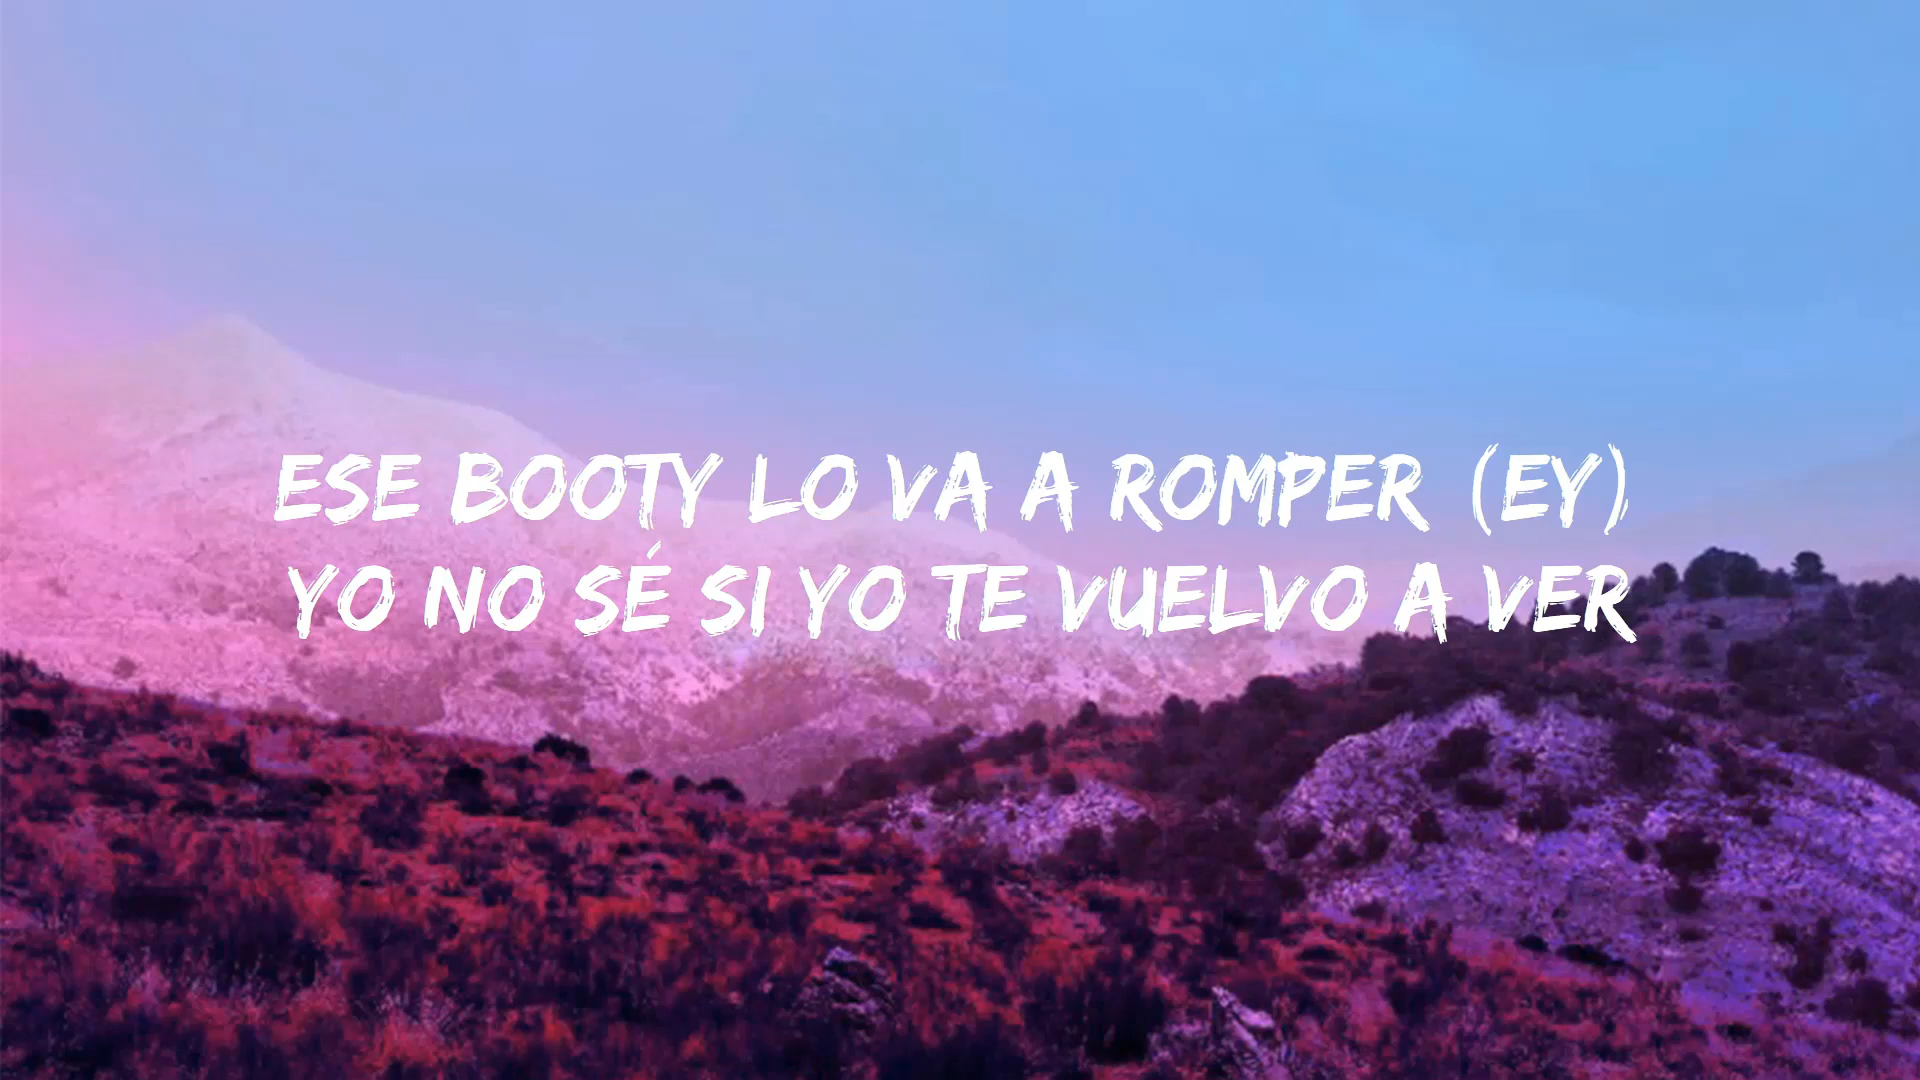 ESE BOOTY LO VA A ROMPER (EY)
YO NO SÉ SI YO TE VUELVO A VER